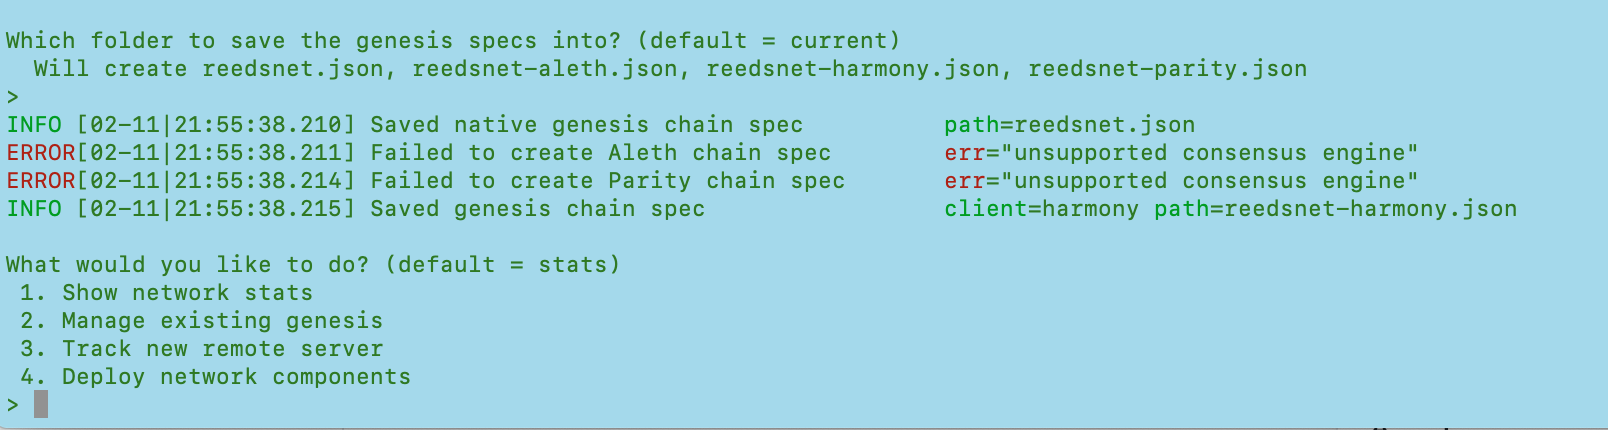 Which folder to save the genesis specs into? (default = current)
  Will create reedsnet.json, reedsnet-aleth.json, reedsnet-harmony.json, reedsnet-parity.json
>
INFO [02-11|21:55:38.210] Saved native genesis chain spec          path=reedsnet.json
ERROR[02-11|21:55:38.211] Failed to create Aleth chain spec        err="unsupported consensus engine"
ERROR[02-11|21:55:38.214] Failed to create Parity chain spec       err="unsupported consensus engine"
INFO [02-11|21:55:38.215] Saved genesis chain spec                 client=harmony path=reedsnet-harmony.json

What would you like to do? (default = stats)
 1. Show network stats
 2. Manage existing genesis
 3. Track new remote server
 4. Deploy network components
>